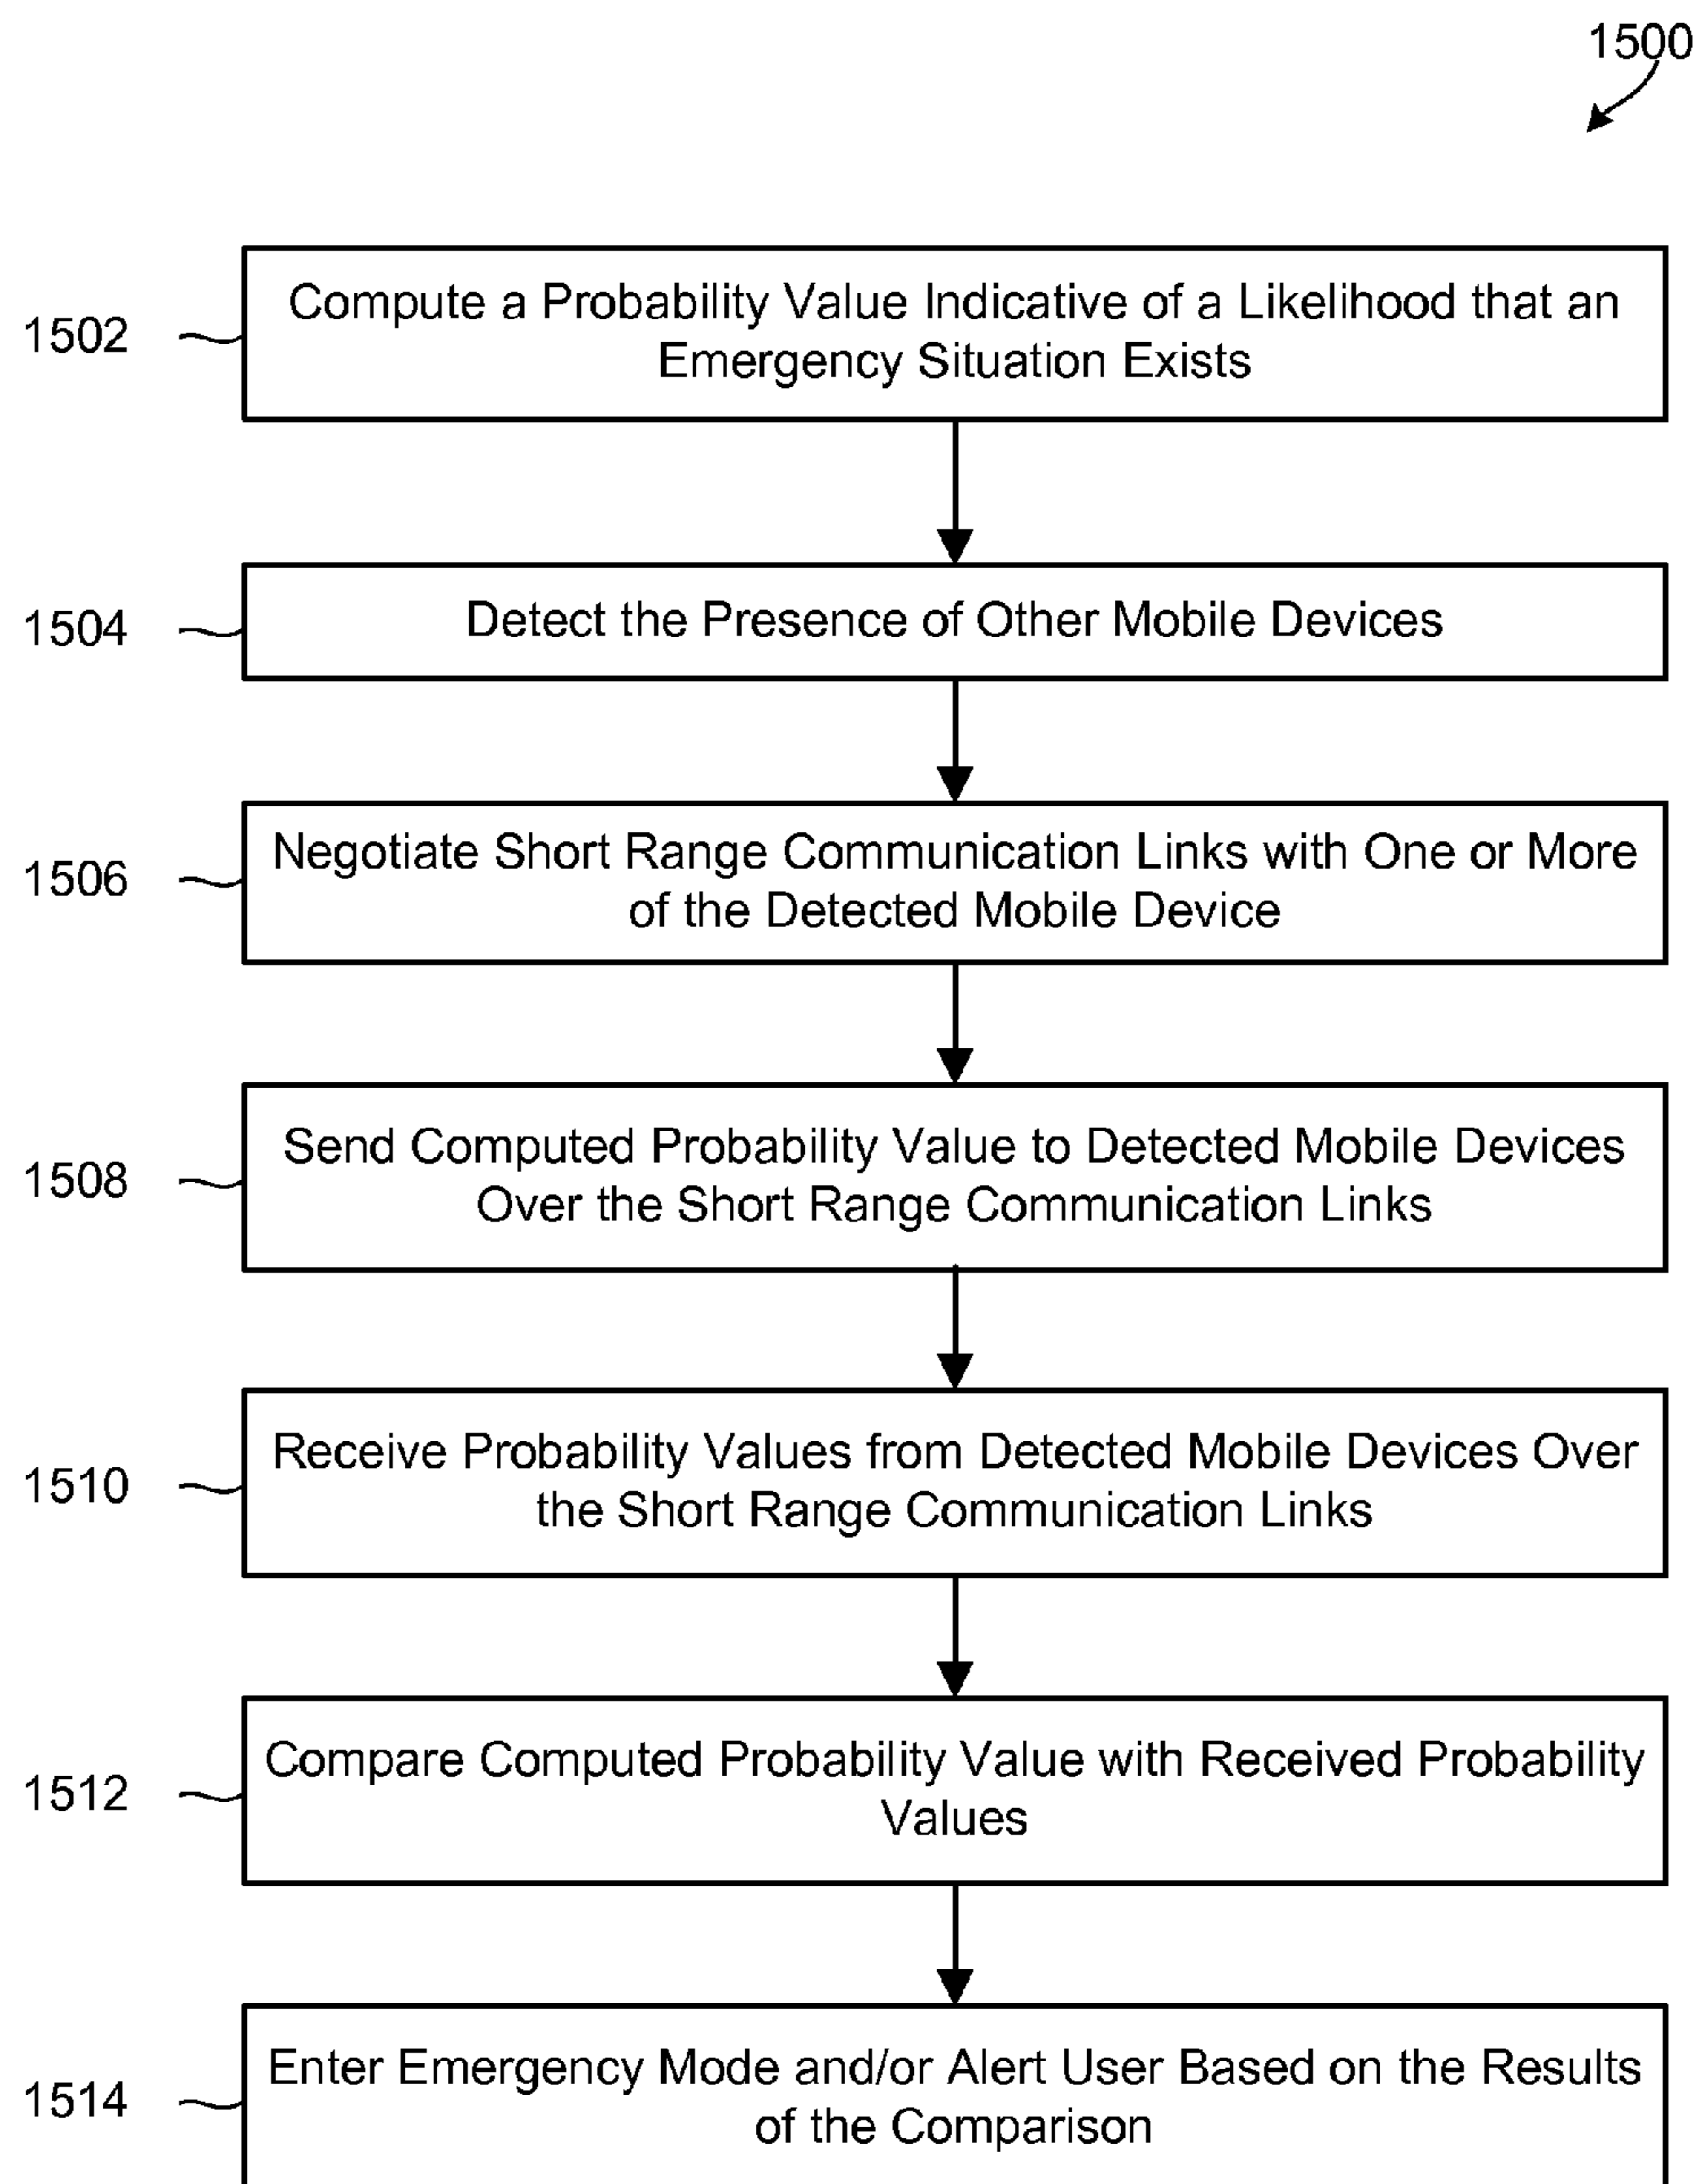 1500
1502
Compute a Probability Value Indicative of a Likelihood that an
Emergency Situation Exists
1504
Detect the Presence of Other Mobile Devices
1506
Negotiate Short Range Communication Links with One or More
of the Detected Mobile Device
1508
Send Computed Probability Value to Detected Mobile Devices
Over the Short Range Communication Links
1510
Receive Probability Values from Detected Mobile Devices Over
the Short Range Communication Links
1512
Compare Computed Probability Value with Received Probability
Values
1514
Enter Emergency Mode and/or Alert User Based on the Results
of the Comparison